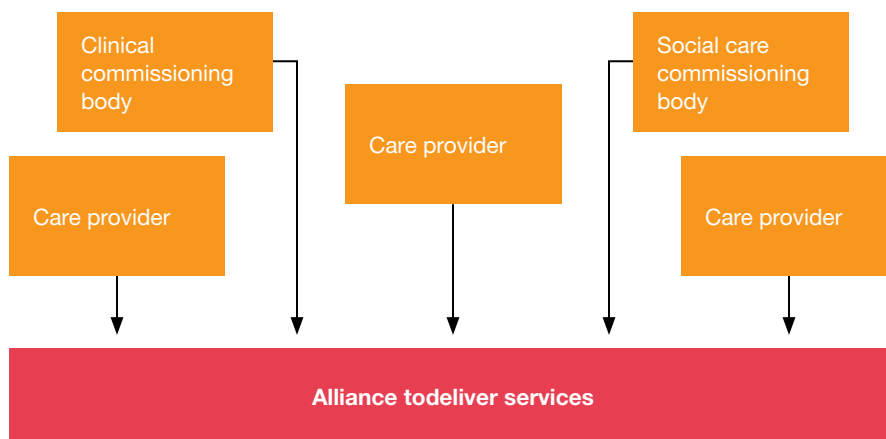 Clinical
commissioning
body
Social care
commissioning
body
Care provider
Care provider
Care provider
Alliance todeliver services